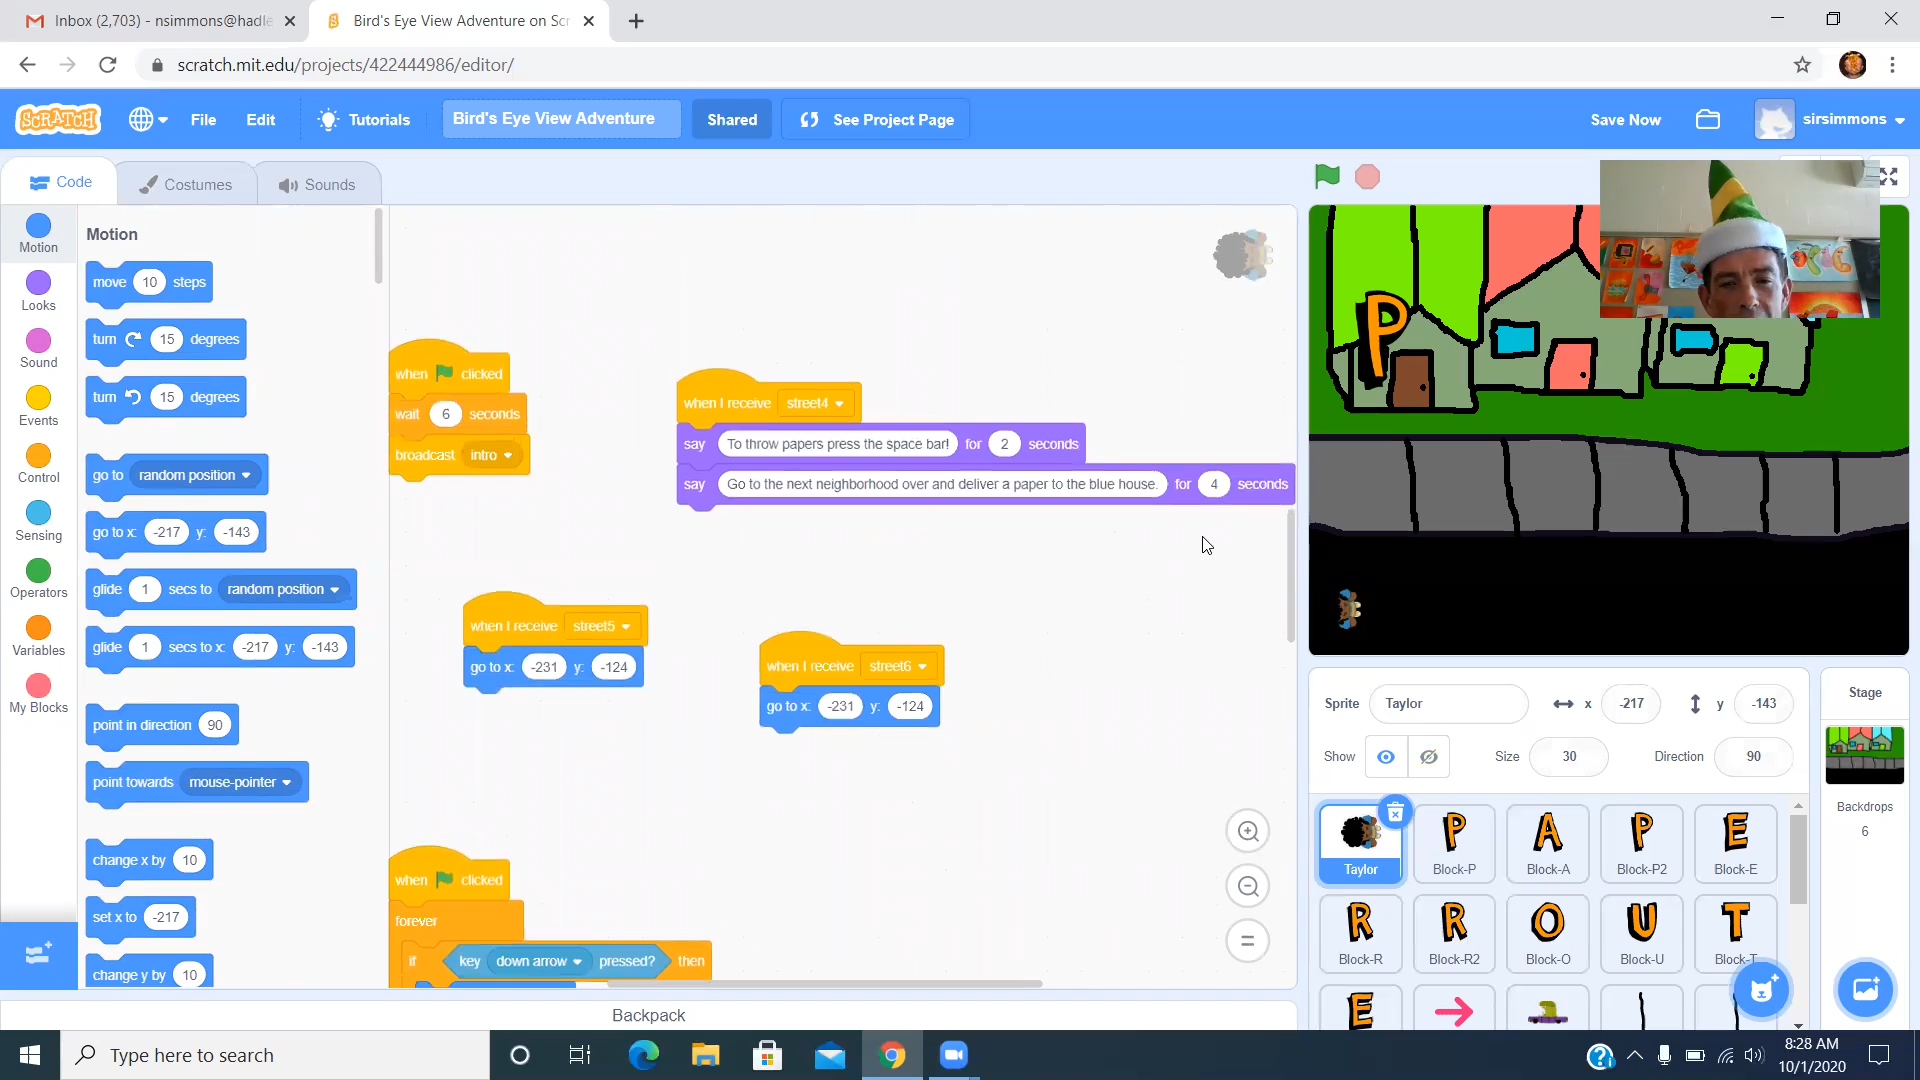 Inbox (2,703) - nsimmons@hadle
Bird's Eye View Adventure on Scr
scratch.mit.edu/projects/422444986/editor/
SCRATCH
File
Edit
Tutorials
Bird's Eye View Adventure
Shared
See Project Page
Save Now
sirsimmons
Code
Costumes
Sounds
Motion
Looks
Sound
Events
Control
Sensing
Operators
Variables
My Blocks
Motion
move 10 steps
turn 15 degrees
turn 15 degrees
go to random position
go to x: -217 y: -143
glide 1 secs to random position
glide 1 secs to x: -217 y: -143
point in direction 90
point towards mouse-pointer
change x by 10
set x to -217
change y by 10
when clicked
wait 6 seconds
broadcast intro
when I receive street4
say To throw papers press the space bar! for 2 seconds
say Go to the next neighborhood over and deliver a paper to the blue house. for 4 seconds
when I receive street5
go to x: -231 y: -124
when I receive street6
go to x: -231 y: -124
when clicked
forever
if key down arrow pressed? then
Backpack
P
Sprite Taylor x -217 y -143
Show Size 30 Direction 90
Stage
Backdrops
6
P A P E
Taylor Block-P Block-A Block-P2 Block-E
R R O U T
Block-R Block-R2 Block-O Block-U Block-T
E
Type here to search
8:28 AM
10/1/2020